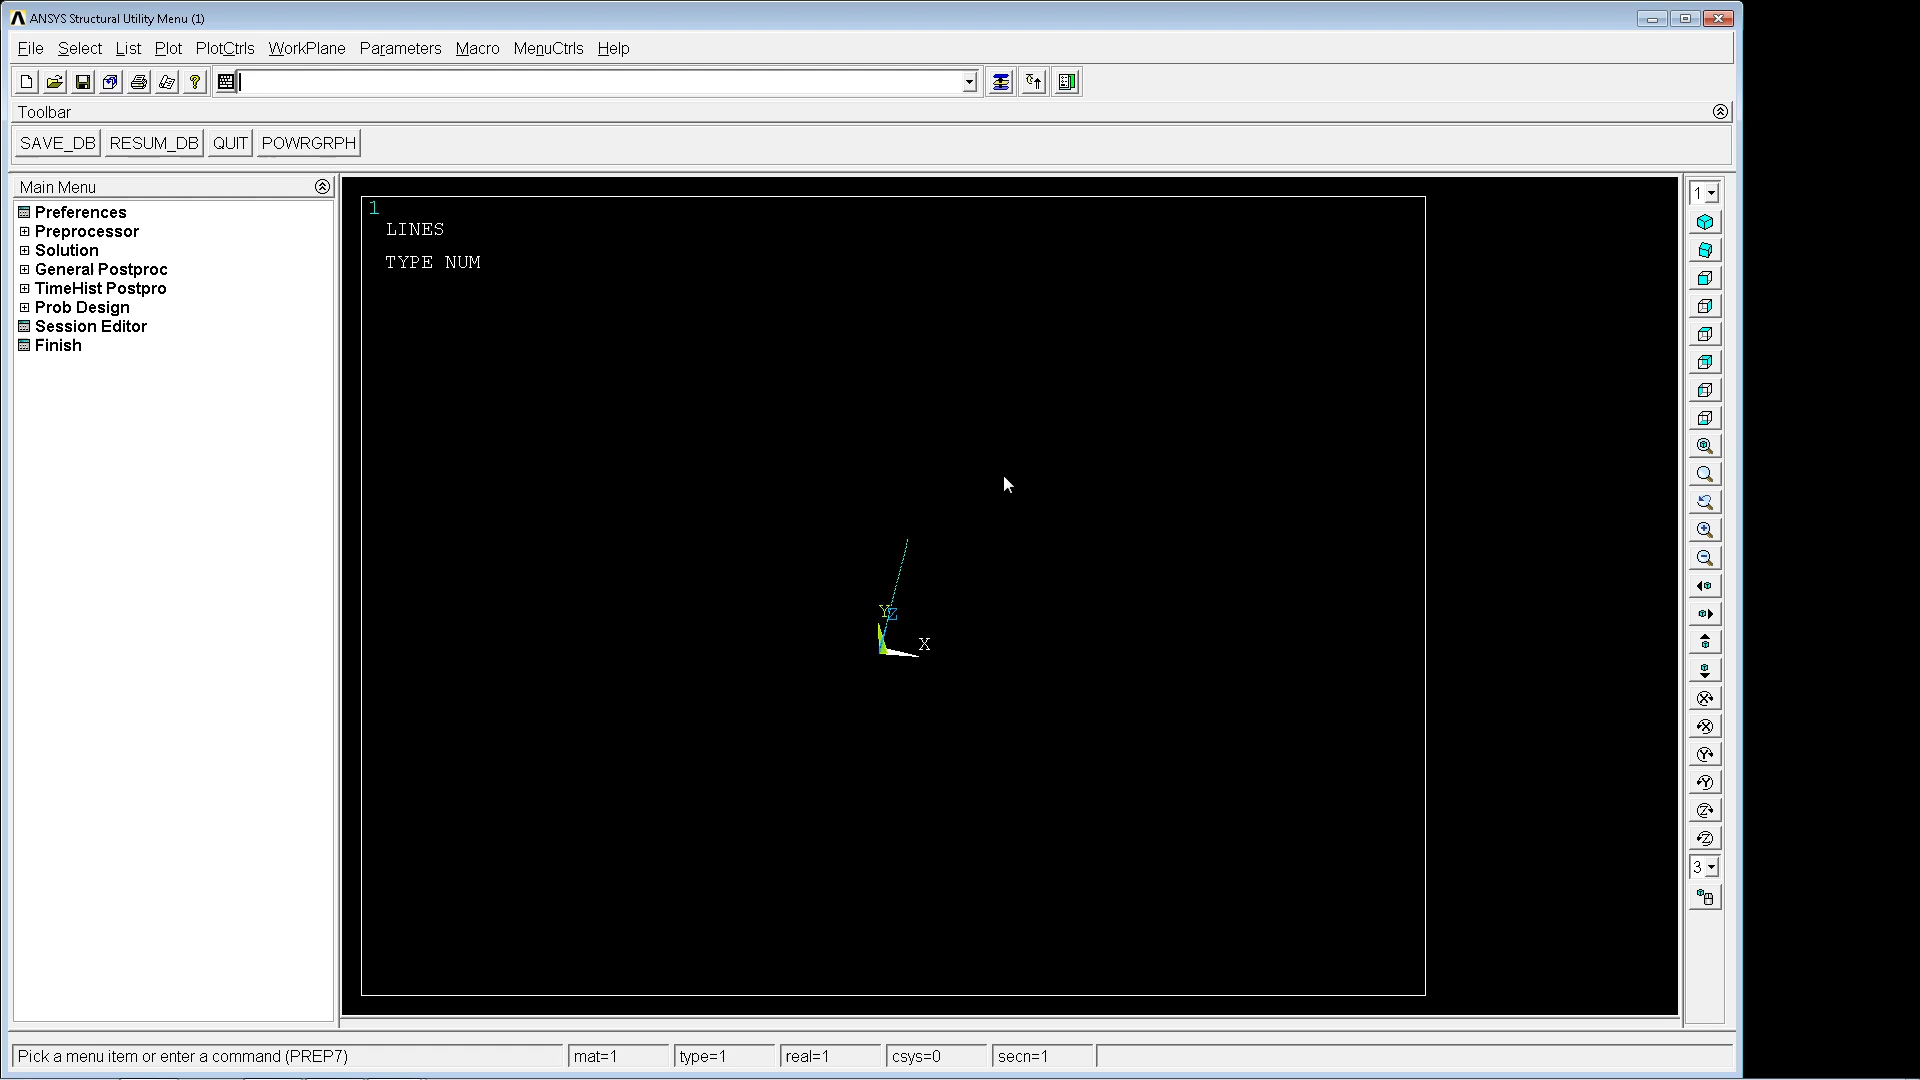 ANSYS Structural Utility Menu (1)
File Select List Plot PlotCtrls WorkPlane Parameters Macro MenuCtrls Help
Toolbar
SAVE_DB RESUM_DB QUIT POWRGRPH
Main Menu
Preferences
Preprocessor
Solution
General Postproc
TimeHist Postpro
Prob Design
Session Editor
Finish
1
LINES
TYPE NUM
Y Z
X
1
X
X
Y
Y
Z
Z
3
Pick a menu item or enter a command (PREP7) mat=1 type=1 real=1 csys=0 secn=1